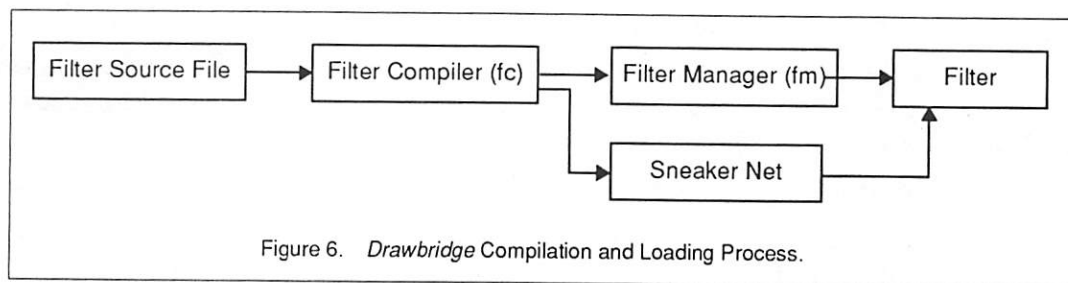 Filter Source File
Filter Compiler (fc)
Filter Manager (fm)
Filter
Sneaker Net
Figure 6. Drawbridge Compilation and Loading Process.